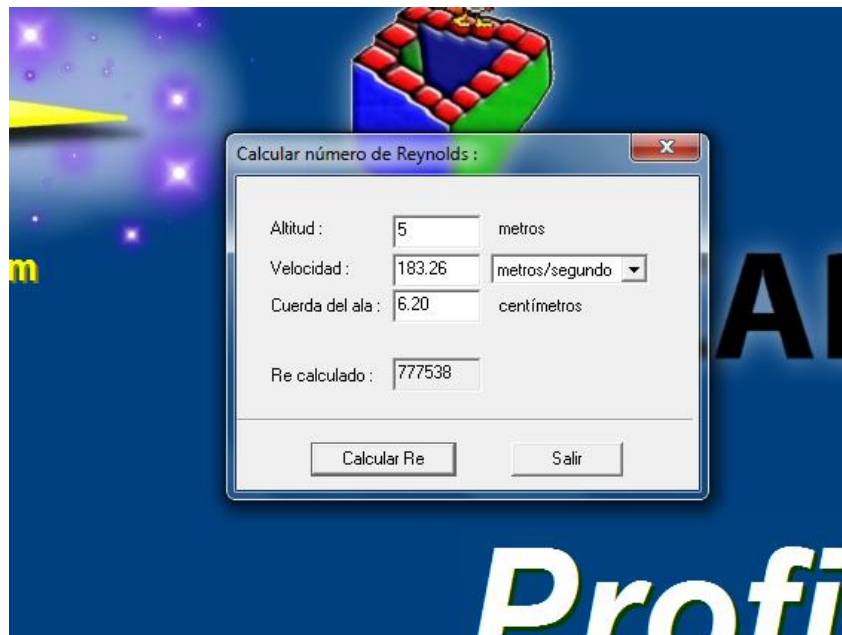 Calcular número de Reynolds :
Altitud : 5 metros
m
Velocidad : 183.26 metros/segundo
Cuerda del ala : 6.20 centímetros
Re calculado : 777538
Calcular Re Salir
Profi